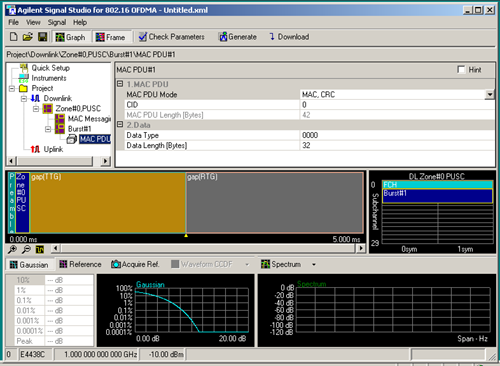 Agilent Signal Studio for 802.16 OFDMA - Untitled.xml
File View Signal Help
Graph Frame Check Parameters Generate Download
Project\Downlink\Zone#0,PUSC\Burst#1\MAC PDU#1
Quick Setup
Instruments
Project
Downlink
Zone#0,PUSC
MAC Messagin
Burst#1
MAC PDU
Uplink
MAC PDU#1 Hint
1.MAC PDU
MAC PDU Mode MAC, CRC
CID 0
MAC PDU Length [Bytes] 42
2.Data
Data Type 0000
Data Length [Bytes] 32
Preamble
Zone#0 PUSC
gap(TTG) gap(RTG)
0.000 ms 5.000 ms
DL Zone#0 PUSC
FCH
Burst#1
0
Subchannel
29
0sym 1sym
Gaussian Reference Acquire Ref. Waveform CCDF Spectrum
10% -- dB
1% -- dB
0.1% -- dB
0.01% -- dB
0.001% -- dB
0.0001% -- dB
Peak -- dB
Gaussian
100%
10%
1%
0.1%
0.01%
0.001%
0.0001%
0.00 dB 20.00 dB
Spectrum
0 dB
-20 dB
-40 dB
-60 dB
-80 dB
-100 dB
-120 dB
Span - Hz
0 E4438C 1.000 000 000 000 GHz -10.00 dBm